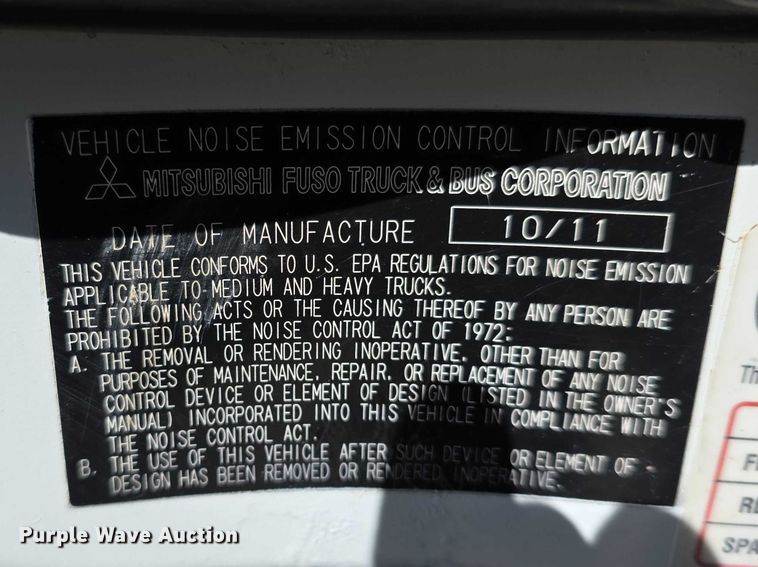 VEHICLE NOISE EMISSION CONTROL INFORMATION
MITSUBISHI FUSO TRUCK & BUS CORPORATION
DATE OF MANUFACTURE 10/11
THIS VEHICLE CONFORMS TO U.S. EPA REGULATIONS FOR NOISE EMISSION
APPLICABLE TO MEDIUM AND HEAVY TRUCKS.
THE FOLLOWING ACTS OR THE CAUSING THEREOF BY ANY PERSON ARE
PROHIBITED BY THE NOISE CONTROL ACT OF 1972:
A. THE REMOVAL OR RENDERING INOPERATIVE, OTHER THAN FOR
PURPOSES OF MAINTENANCE, REPAIR, OR REPLACEMENT OF ANY NOISE
CONTROL DEVICE OR ELEMENT OF DESIGN (LISTED IN THE OWNER'S
MANUAL) INCORPORATED INTO THIS VEHICLE IN COMPLIANCE WITH
THE NOISE CONTROL ACT.
B. THE USE OF THIS VEHICLE AFTER SUCH DEVICE OR ELEMENT OF
DESIGN HAS BEEN REMOVED OR RENDERED INOPERATIVE.
Th
F
RE
SPA
Purple Wave Auction